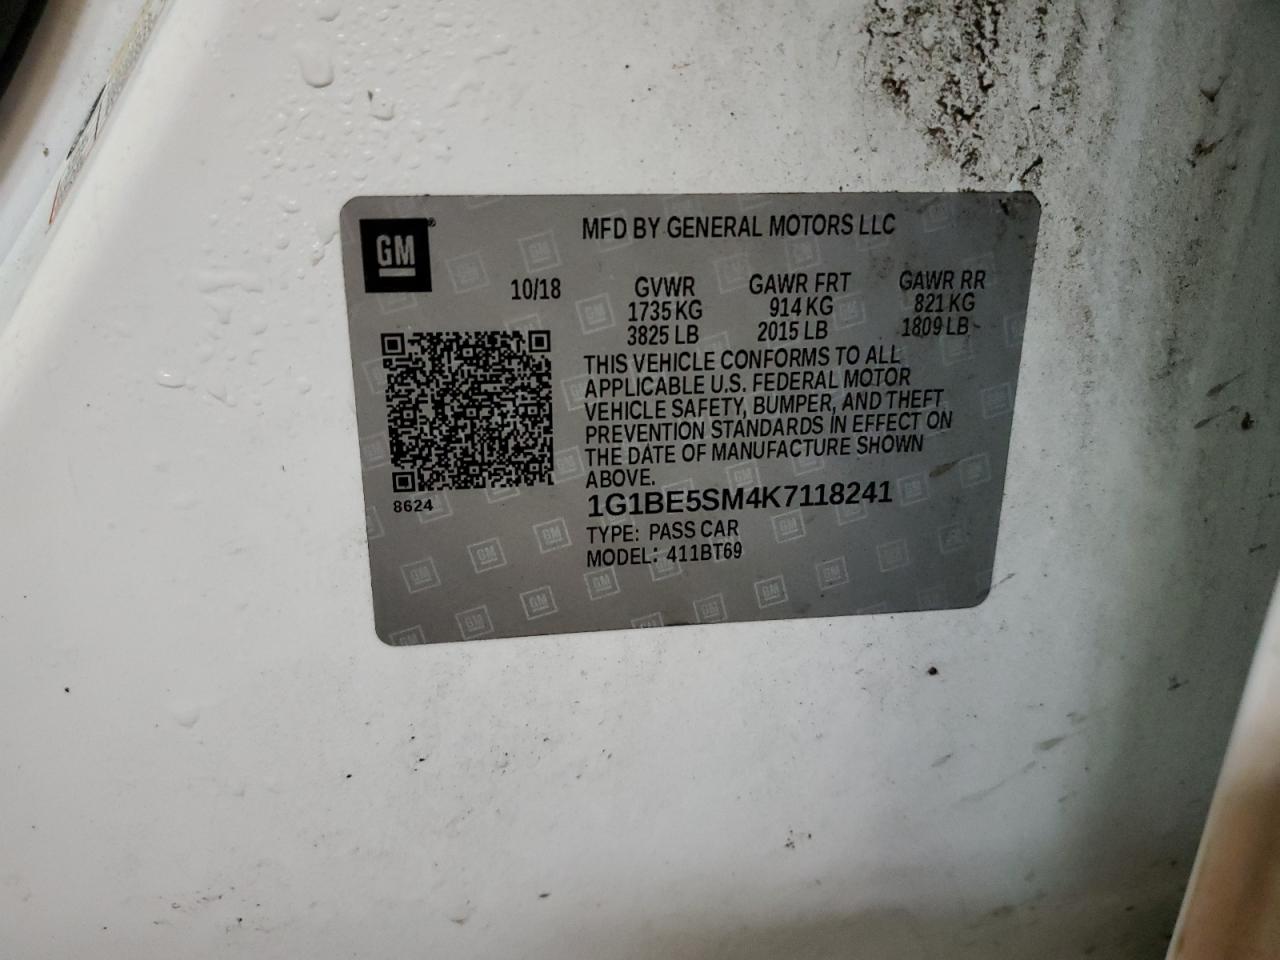 GM
MFD BY GENERAL MOTORS LLC
10/18 GVWR GAWR FRT GAWR RR
1735 KG 914 KG 821 KG
3825 LB 2015 LB 1809 LB
THIS VEHICLE CONFORMS TO ALL
APPLICABLE U.S. FEDERAL MOTOR
VEHICLE SAFETY, BUMPER, AND THEFT
PREVENTION STANDARDS IN EFFECT ON
THE DATE OF MANUFACTURE SHOWN
ABOVE.
8624
1G1BE5SM4K7118241
TYPE: PASS CAR
MODEL: 411BT69